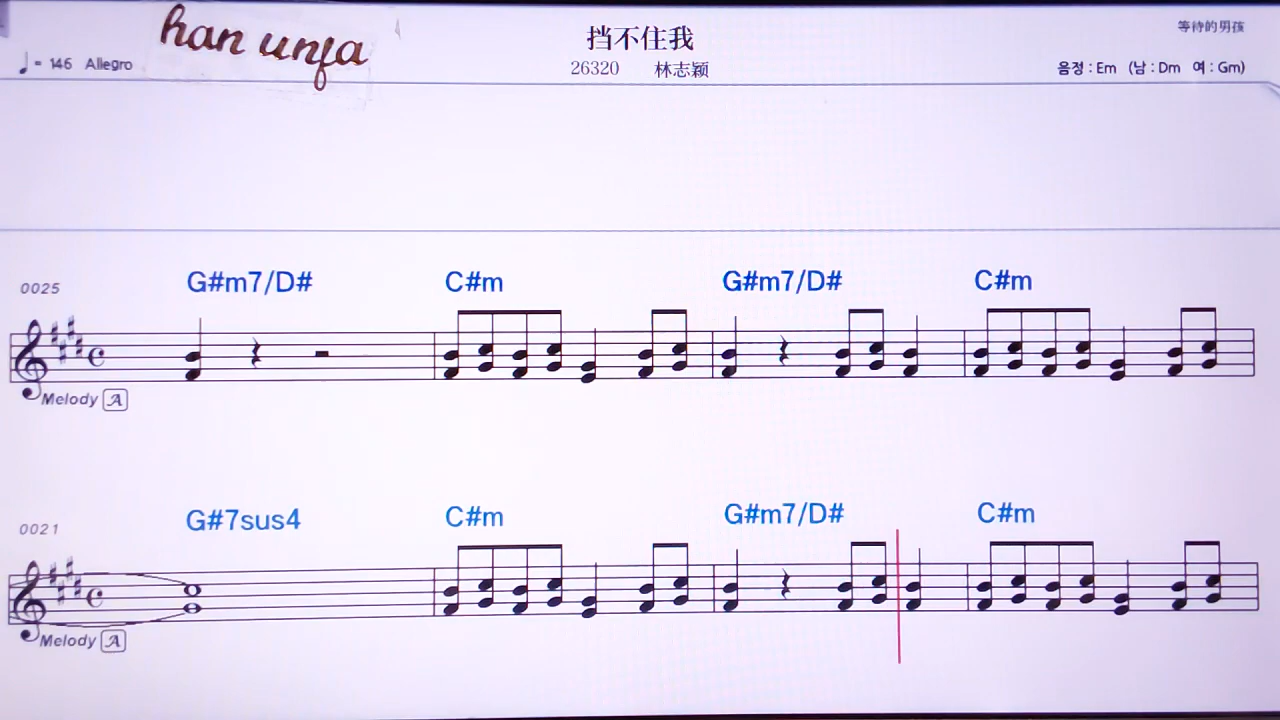 han unfa
♩= 146 Allegro
挡不住我
26320 林志颖
等待的男孩
음정 : Em (남 : Dm 여 : Gm)
0025
G#m7/D# C#m G#m7/D# C#m
Melody A
0021
G#7sus4 C#m G#m7/D# C#m
Melody A